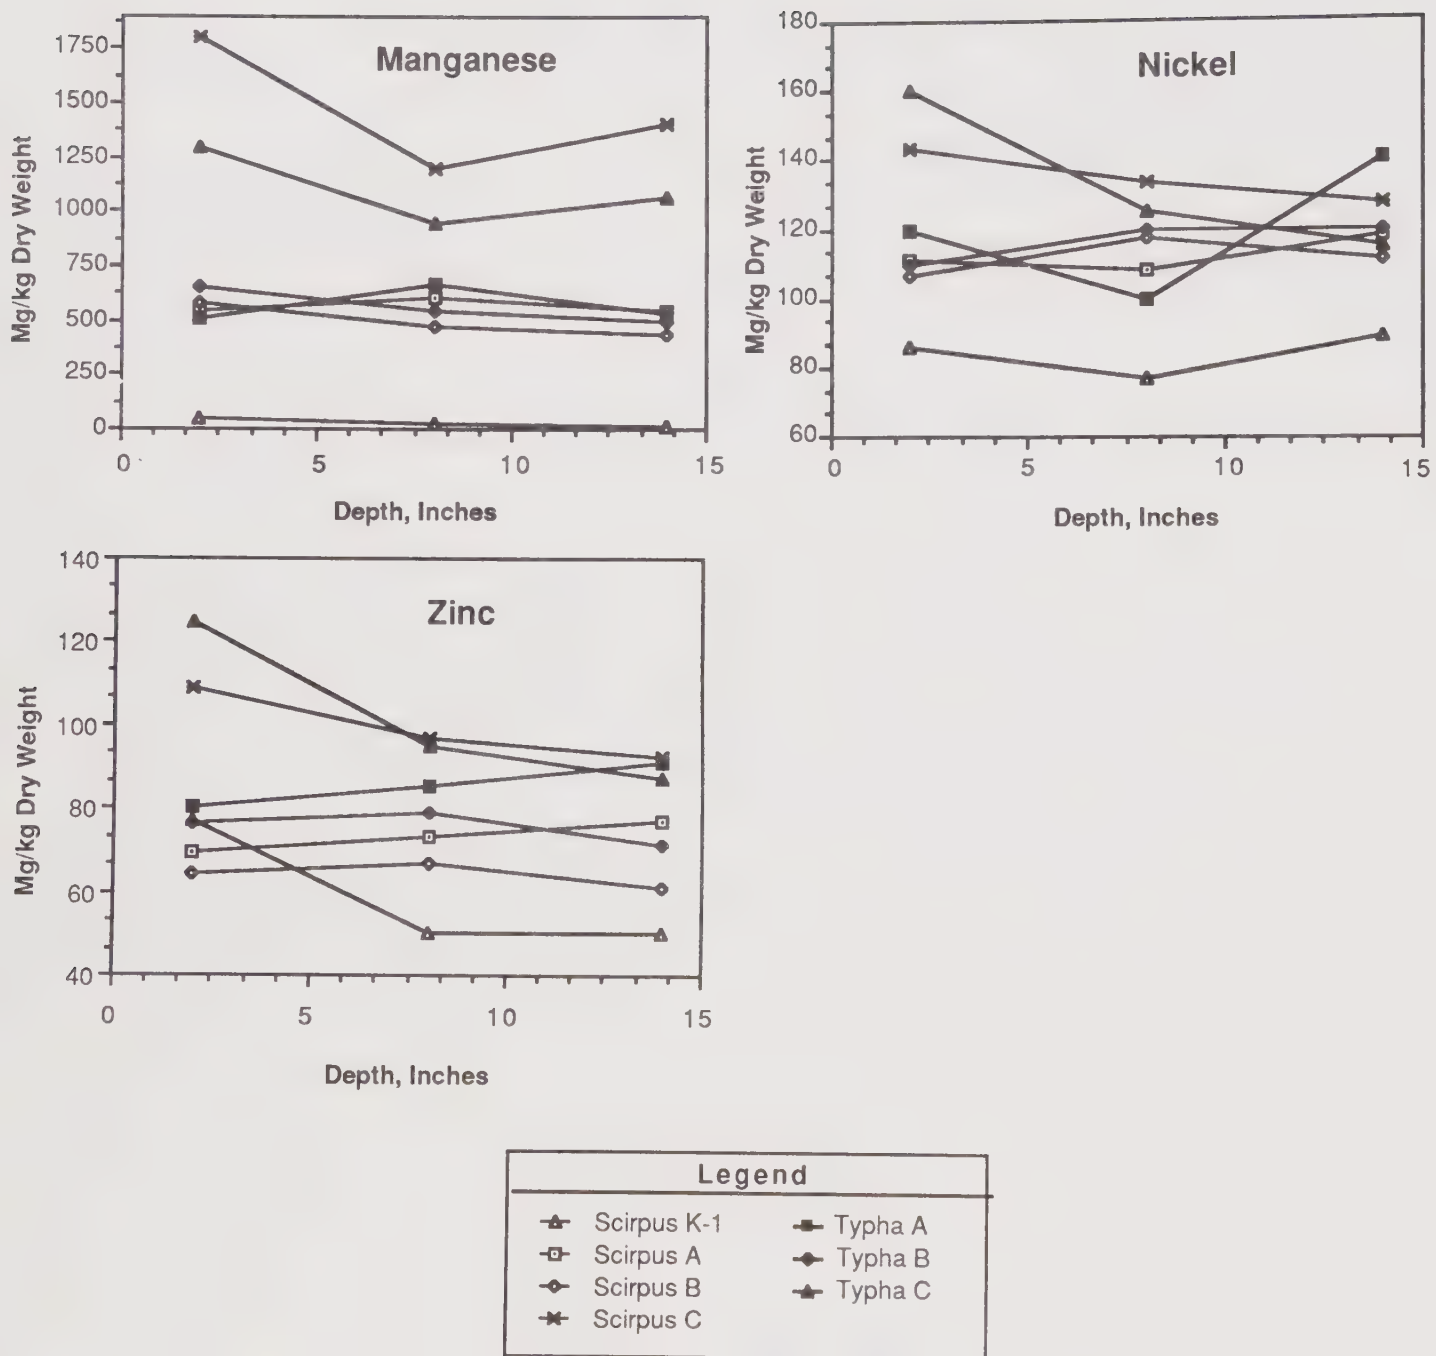 Manganese
Mg/kg Dry Weight
1750
1500
1250
1000
750
500
250
0
0 5 10 15
Depth, Inches
Nickel
Mg/kg Dry Weight
180
160
140
120
100
80
60
0 5 10 15
Depth, Inches
Zinc
Mg/kg Dry Weight
140
120
100
80
60
40
0 5 10 15
Depth, Inches
Legend
Scirpus K-1 Typha A
Scirpus A Typha B
Scirpus B Typha C
Scirpus C